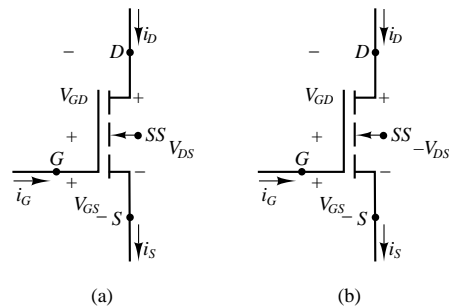 i_D
− D
V_GD +
+ SS
V_DS
G
+ −
i_G V_GS
− S
i_S
(a)
i_D
− D
V_GD +
+ SS
−V_DS
G
+ −
i_G V_GS
− S
i_S
(b)